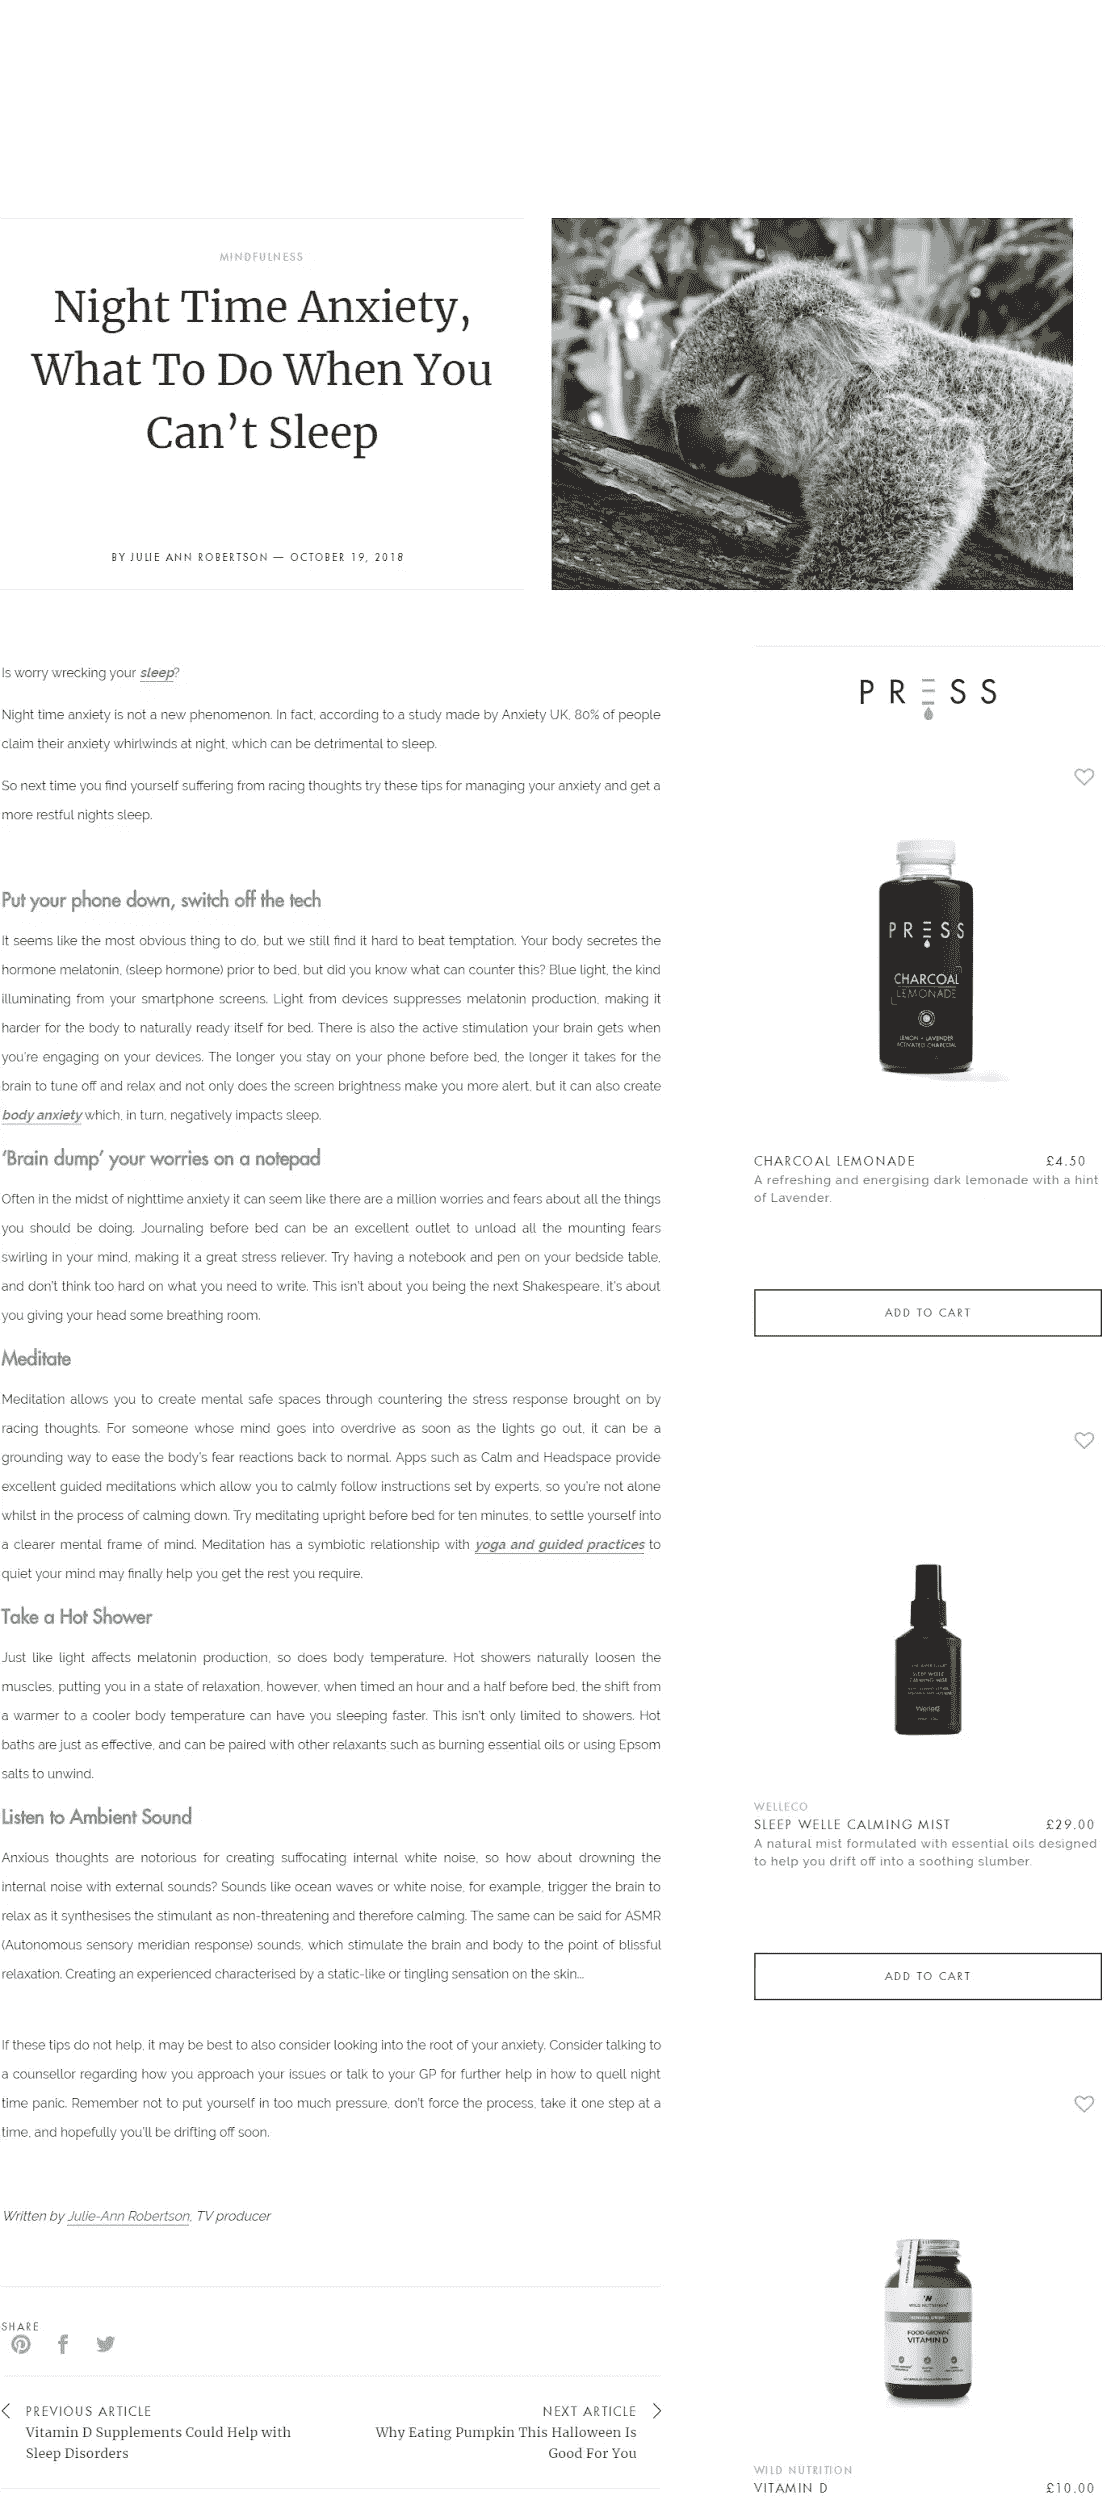 MINDFULNESS
Night Time Anxiety,
What To Do When You
Can’t Sleep
BY JULIE ANN ROBERTSON — OCTOBER 19, 2018
Is worry wrecking your sleep?
Night time anxiety is not a new phenomenon. In fact, according to a study made by Anxiety UK, 80% of people
claim their anxiety whirlwinds at night, which can be detrimental to sleep.
So next time you find yourself suffering from racing thoughts try these tips for managing your anxiety and get a
more restful nights sleep.
Put your phone down, switch off the tech
It seems like the most obvious thing to do, but we still find it hard to beat temptation. Your body secretes the
hormone melatonin, (sleep hormone) prior to bed, but did you know what can counter this? Blue light, the kind
illuminating from your smartphone screens. Light from devices suppresses melatonin production, making it
harder for the body to naturally ready itself for bed. There is also the active stimulation your brain gets when
you’re engaging on your devices. The longer you stay on your phone before bed, the longer it takes for the
brain to tune off and relax and not only does the screen brightness make you more alert, but it can also create
body anxiety which, in turn, negatively impacts sleep.
‘Brain dump’ your worries on a notepad
Often in the midst of nighttime anxiety it can seem like there are a million worries and fears about all the things
you should be doing. Journaling before bed can be an excellent outlet to unload all the mounting fears
swirling in your mind, making it a great stress reliever. Try having a notebook and pen on your bedside table,
and don’t think too hard on what you need to write. This isn’t about you being the next Shakespeare, it’s about
you giving your head some breathing room.
Meditate
Meditation allows you to create mental safe spaces through countering the stress response brought on by
racing thoughts. For someone whose mind goes into overdrive as soon as the lights go out, it can be a
grounding way to ease the body’s fear reactions back to normal. Apps such as Calm and Headspace provide
excellent guided meditations which allow you to calmly follow instructions set by experts, so you’re not alone
whilst in the process of calming down. Try meditating upright before bed for ten minutes, to settle yourself into
a clearer mental frame of mind. Meditation has a symbiotic relationship with yoga and guided practices to
quiet your mind may finally help you get the rest you require.
Take a Hot Shower
Just like light affects melatonin production, so does body temperature. Hot showers naturally loosen the
muscles, putting you in a state of relaxation, however, when timed an hour and a half before bed, the shift from
a warmer to a cooler body temperature can have you sleeping faster. This isn’t only limited to showers. Hot
baths are just as effective, and can be paired with other relaxants such as burning essential oils or using Epsom
salts to unwind.
Listen to Ambient Sound
Anxious thoughts are notorious for creating suffocating internal white noise, so how about drowning the
internal noise with external sounds? Sounds like ocean waves or white noise, for example, trigger the brain to
relax as it synthesises the stimulant as non-threatening and therefore calming. The same can be said for ASMR
(Autonomous sensory meridian response) sounds, which stimulate the brain and body to the point of blissful
relaxation. Creating an experienced characterised by a static-like or tingling sensation on the skin…
If these tips do not help, it may be best to also consider looking into the root of your anxiety. Consider talking to
a counsellor regarding how you approach your issues or talk to your GP for further help in how to quell night
time panic. Remember not to put yourself in too much pressure, don’t force the process, take it one step at a
time, and hopefully you’ll be drifting off soon.
Written by Julie-Ann Robertson, TV producer
SHARE
PREVIOUS ARTICLE
Vitamin D Supplements Could Help with
Sleep Disorders
NEXT ARTICLE
Why Eating Pumpkin This Halloween Is
Good For You
PRESS
PRESS
CHARCOAL
LEMONADE
LEMON + LAVENDER
ACTIVATED CHARCOAL
CHARCOAL LEMONADE £4.50
A refreshing and energising dark lemonade with a hint
of Lavender.
ADD TO CART
SLEEP WELLE
CALMING MIST
WelleCo
WELLECO
SLEEP WELLE CALMING MIST £29.00
A natural mist formulated with essential oils designed
to help you drift off into a soothing slumber.
ADD TO CART
WILD NUTRITION
FOOD-GROWN
VITAMIN D
WILD NUTRITION
VITAMIN D £10.00